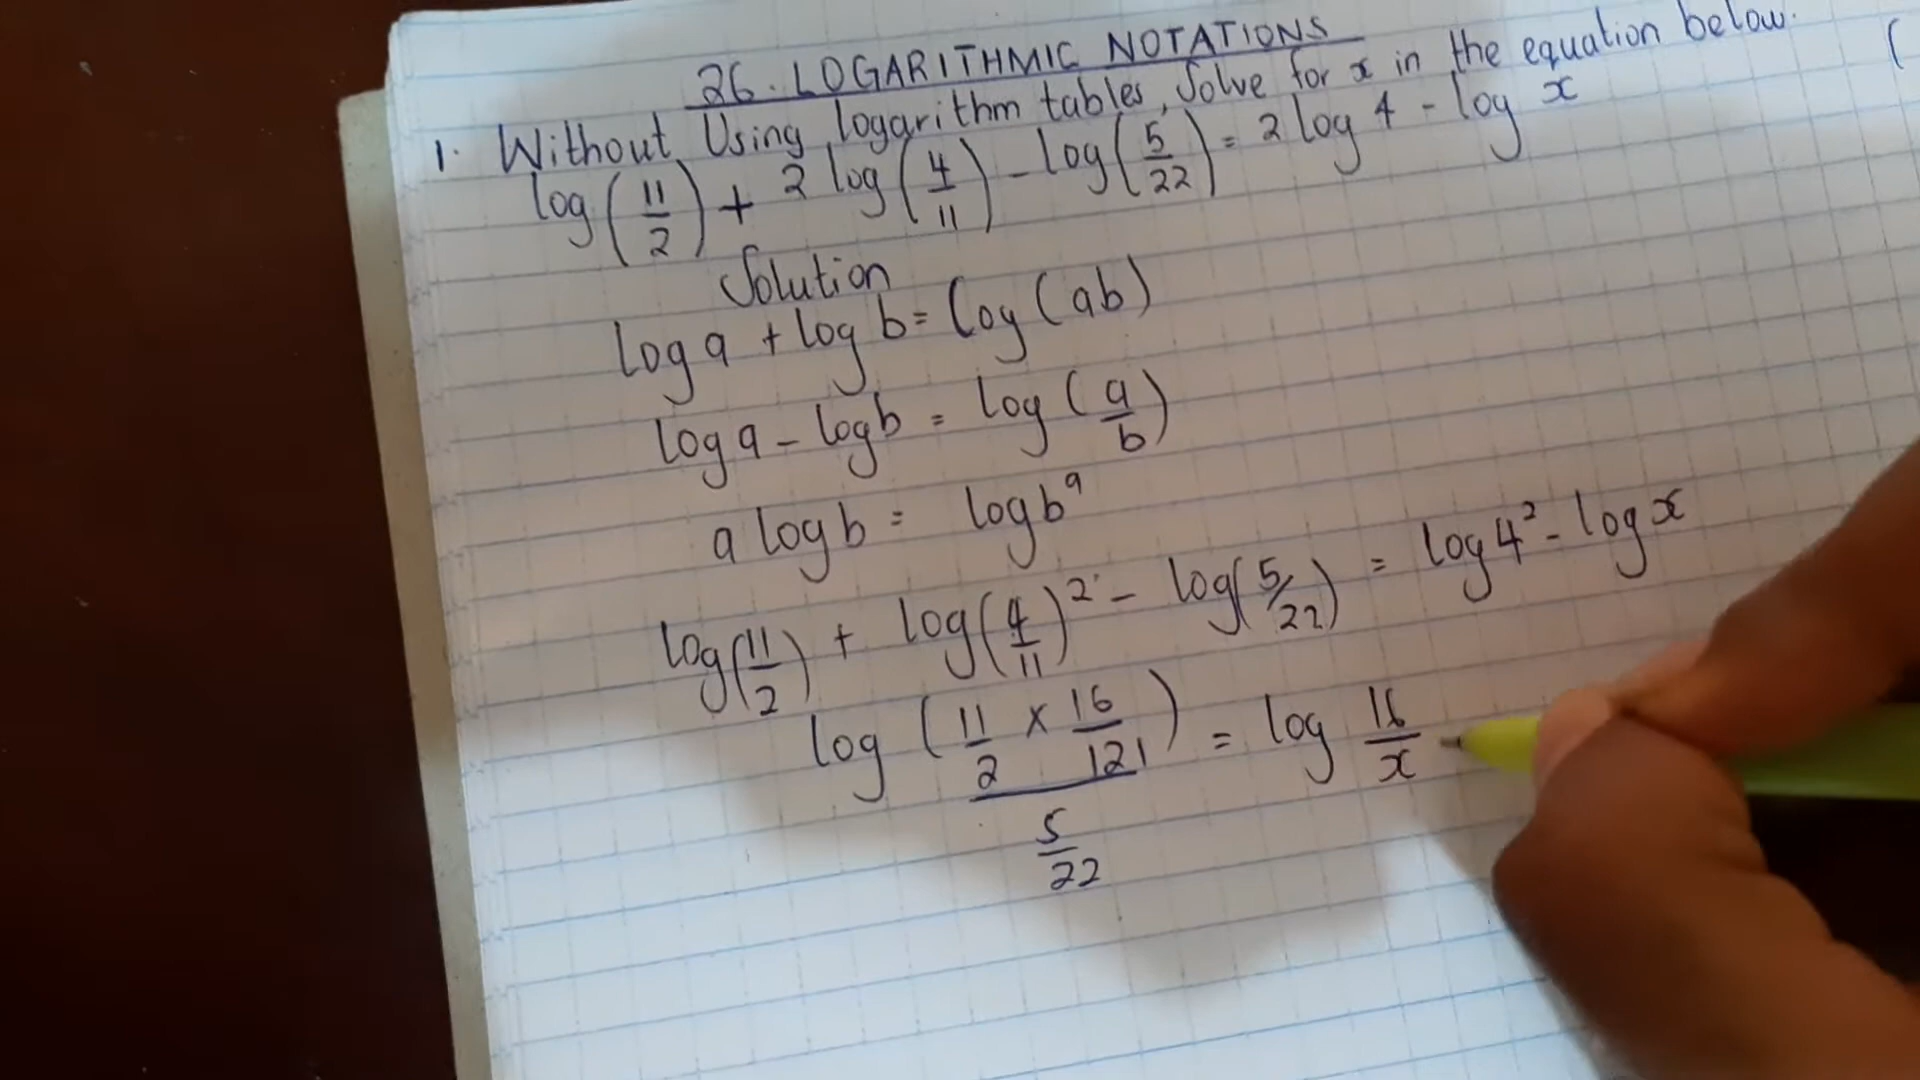 26. LOGARITHMIC NOTATIONS
1. Without Using logarithm tables, Solve for x in the equation below.
(
log(11/2) + 2 log(4/11) - log(5/22) = 2 log 4 - log x
Solution
log a + log b = log (ab)
log a - log b = log (a/b)
a log b = log b^a
log(11/2) + log(4/11)^2 - log(5/22) = log 4^2 - log x
log (11/2 x 16/121) = log 16/x
5/22